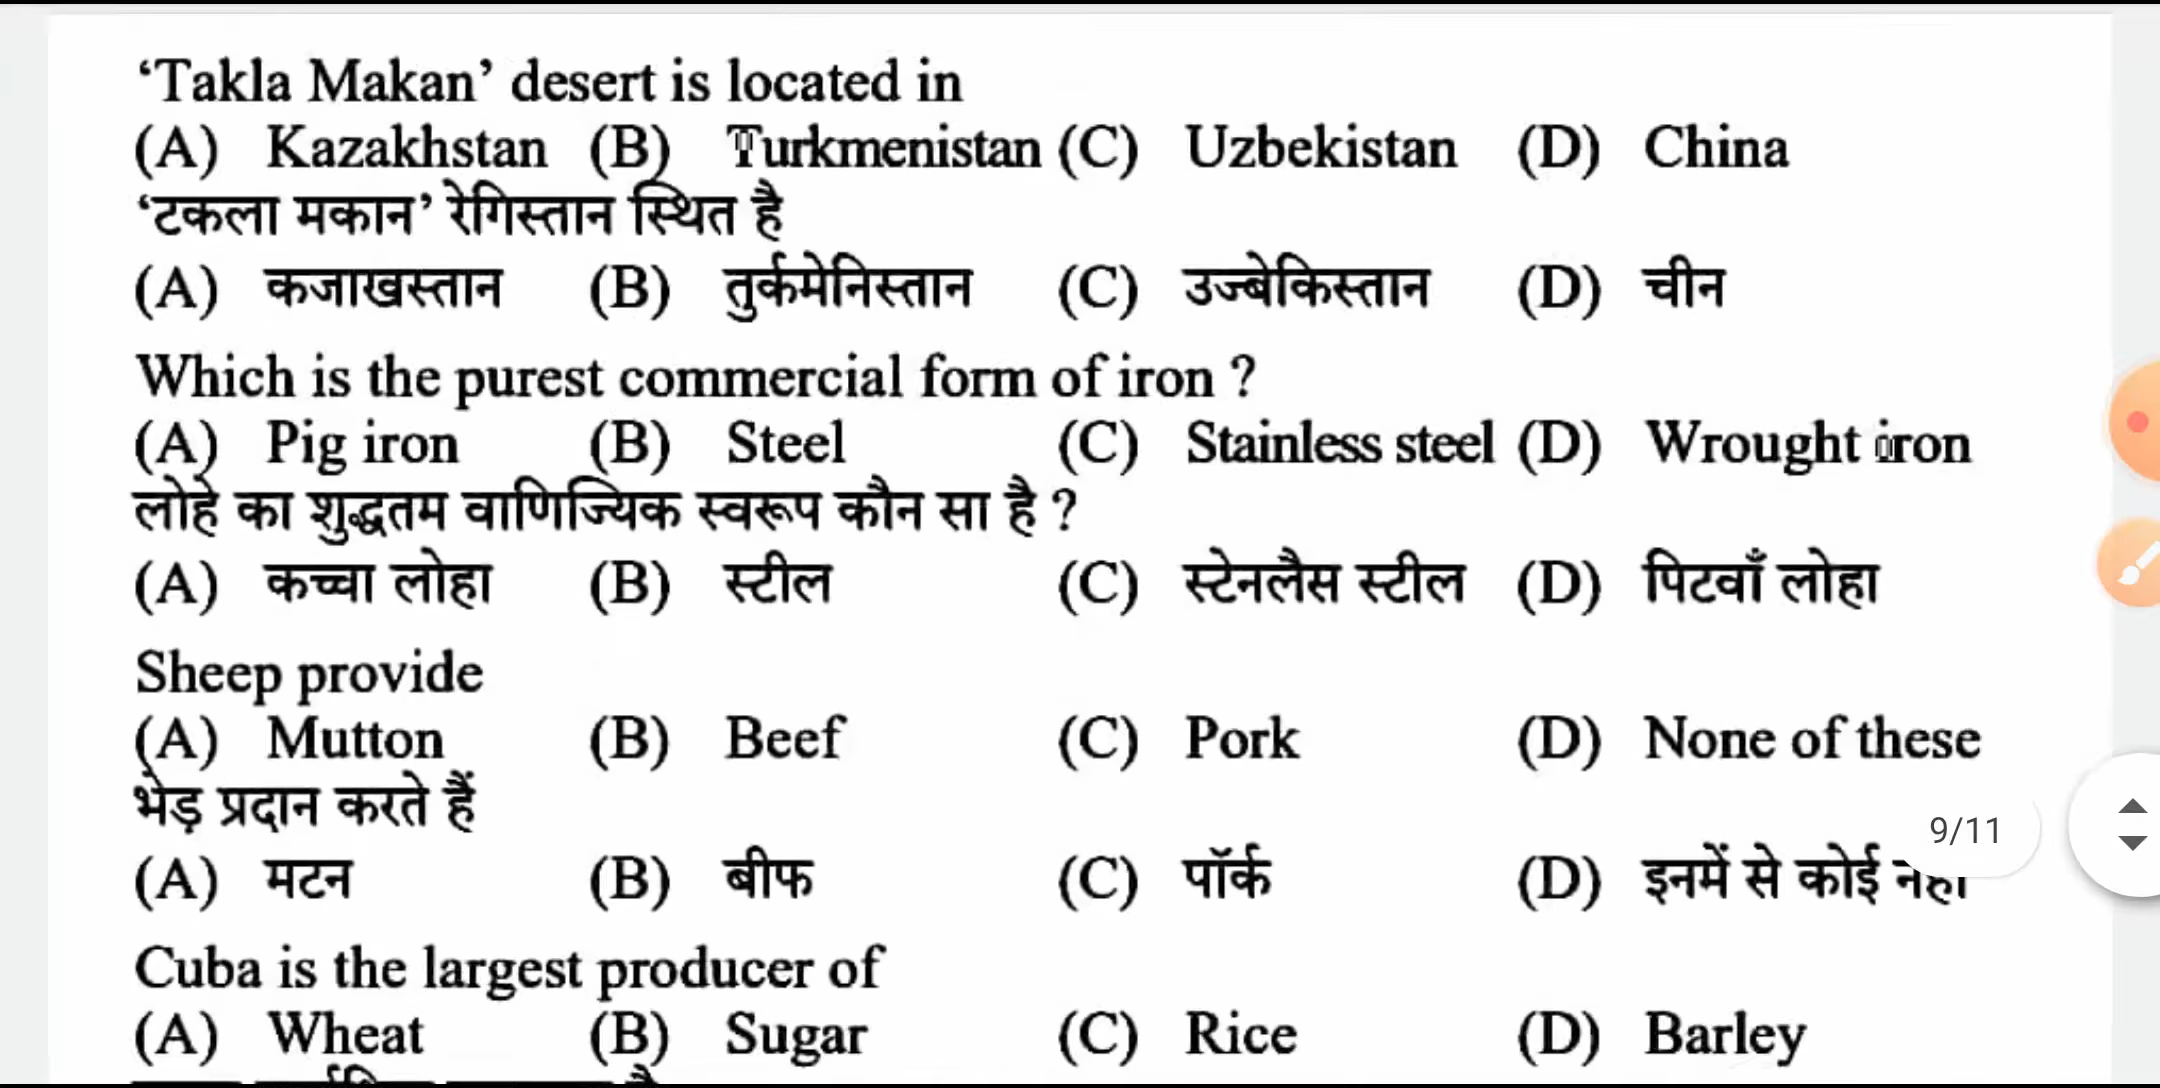 ‘Takla Makan’ desert is located in
(A) Kazakhstan (B) Turkmenistan (C) Uzbekistan (D) China
‘टकला मकान’ रेगिस्तान स्थित है
(A) कजाखस्तान (B) तुर्कमेनिस्तान (C) उज्बेकिस्तान (D) चीन
Which is the purest commercial form of iron ?
(A) Pig iron (B) Steel (C) Stainless steel (D) Wrought iron
लोहे का शुद्धतम वाणिज्यिक स्वरूप कौन सा है ?
(A) कच्चा लोहा (B) स्टील (C) स्टेनलैस स्टील (D) पिटवाँ लोहा
Sheep provide
(A) Mutton (B) Beef (C) Pork (D) None of these
भेड़ प्रदान करते हैं
9/11
(A) मटन (B) बीफ (C) पॉर्क (D) इनमें से कोई नहीं
Cuba is the largest producer of
(A) Wheat (B) Sugar (C) Rice (D) Barley